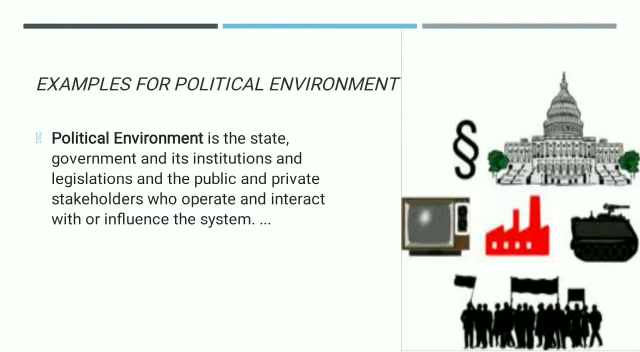 EXAMPLES FOR POLITICAL ENVIRONMENT
Political Environment is the state,
government and its institutions and
legislations and the public and private
stakeholders who operate and interact
with or influence the system. ...
§